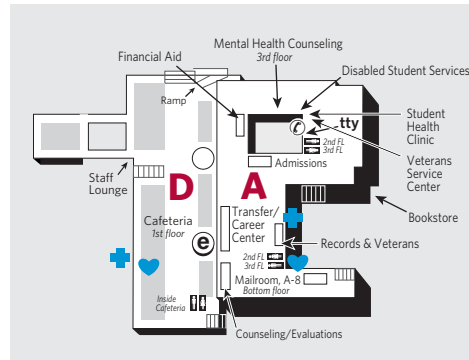 Mental Health Counseling
3rd floor
Financial Aid
Disabled Student Services
Ramp
tty
Student
Health
Clinic
2nd FL
3rd FL
Admissions
Veterans
Service
Center
Staff
Lounge
D
A
Bookstore
Cafeteria
1st floor
Transfer/
Career
Center
e
Records & Veterans
2nd FL
3rd FL
Mailroom, A-8
Bottom floor
Inside
Cafeteria
Counseling/Evaluations